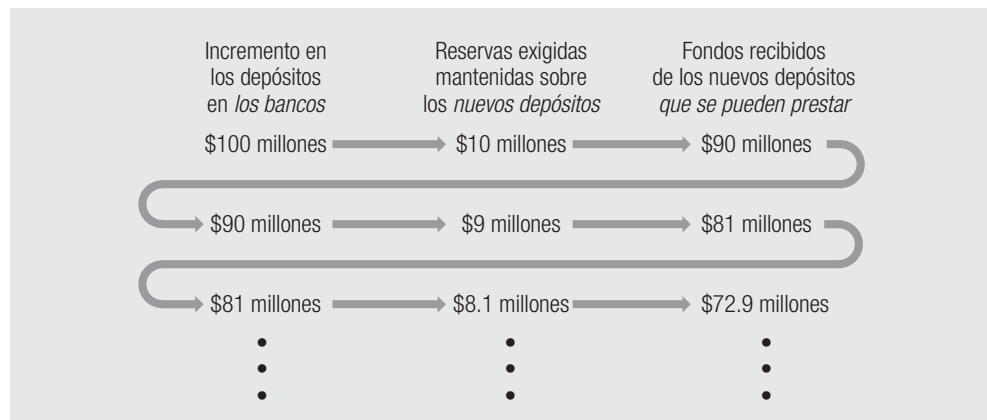 Incremento en
los depósitos
en los bancos
Reservas exigidas
mantenidas sobre
los nuevos depósitos
Fondos recibidos
de los nuevos depósitos
que se pueden prestar
$100 millones $10 millones $90 millones
$90 millones $9 millones $81 millones
$81 millones $8.1 millones $72.9 millones